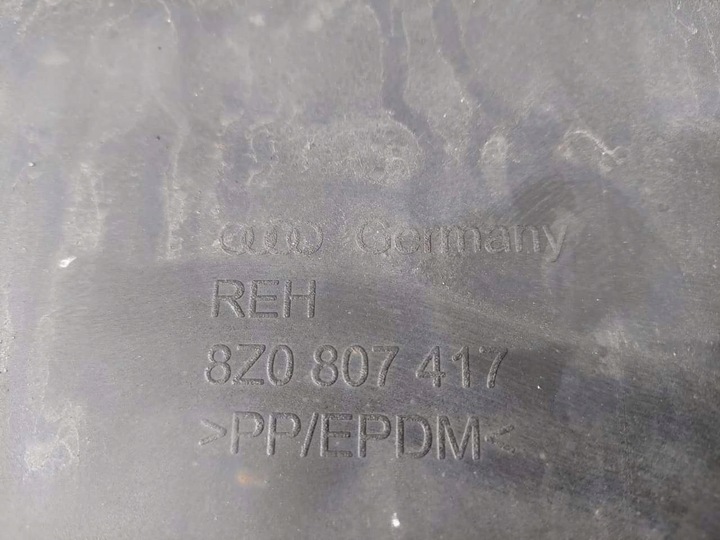 Germany
REH
8Z0 807 417
>PP/EPDM<